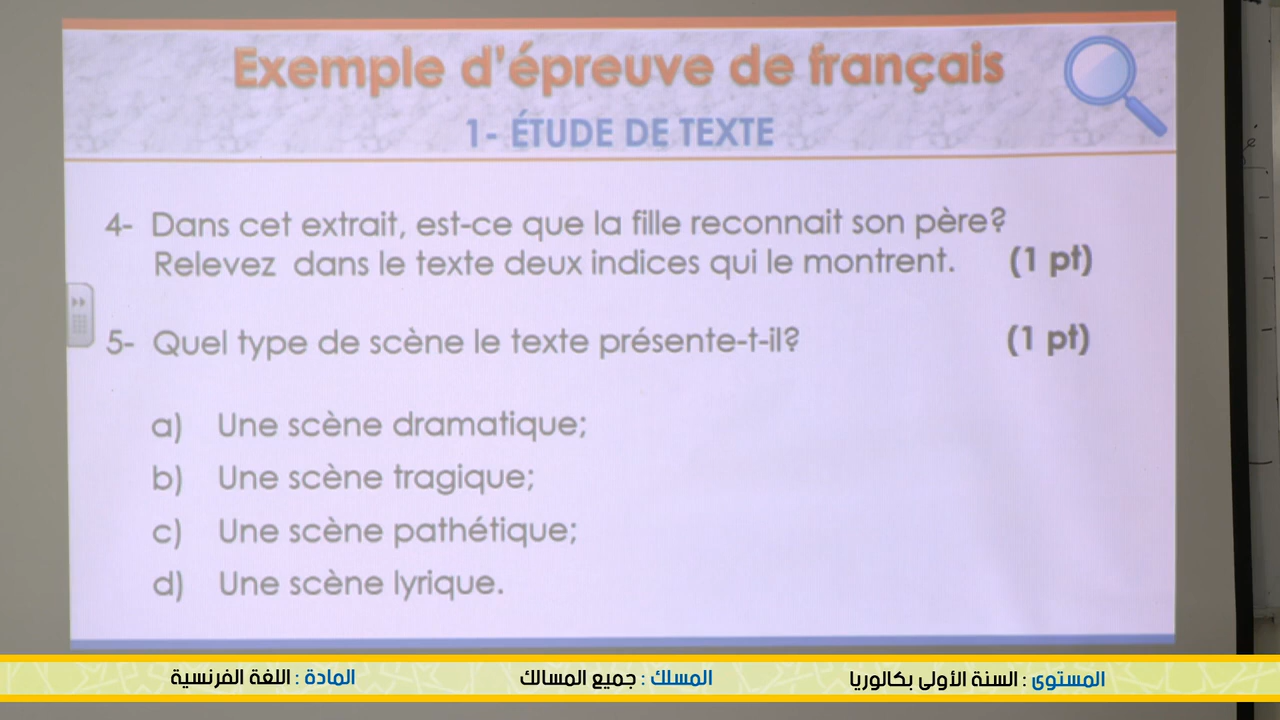 Exemple d'épreuve de français
1- ÉTUDE DE TEXTE
4- Dans cet extrait, est-ce que la fille reconnait son père?
Relevez dans le texte deux indices qui le montrent. (1 pt)
5- Quel type de scène le texte présente-t-il? (1 pt)
a) Une scène dramatique;
b) Une scène tragique;
c) Une scène pathétique;
d) Une scène lyrique.
المستوى : السنة الأولى بكالوريا المسلك : جميع المسالك المادة : اللغة الفرنسية